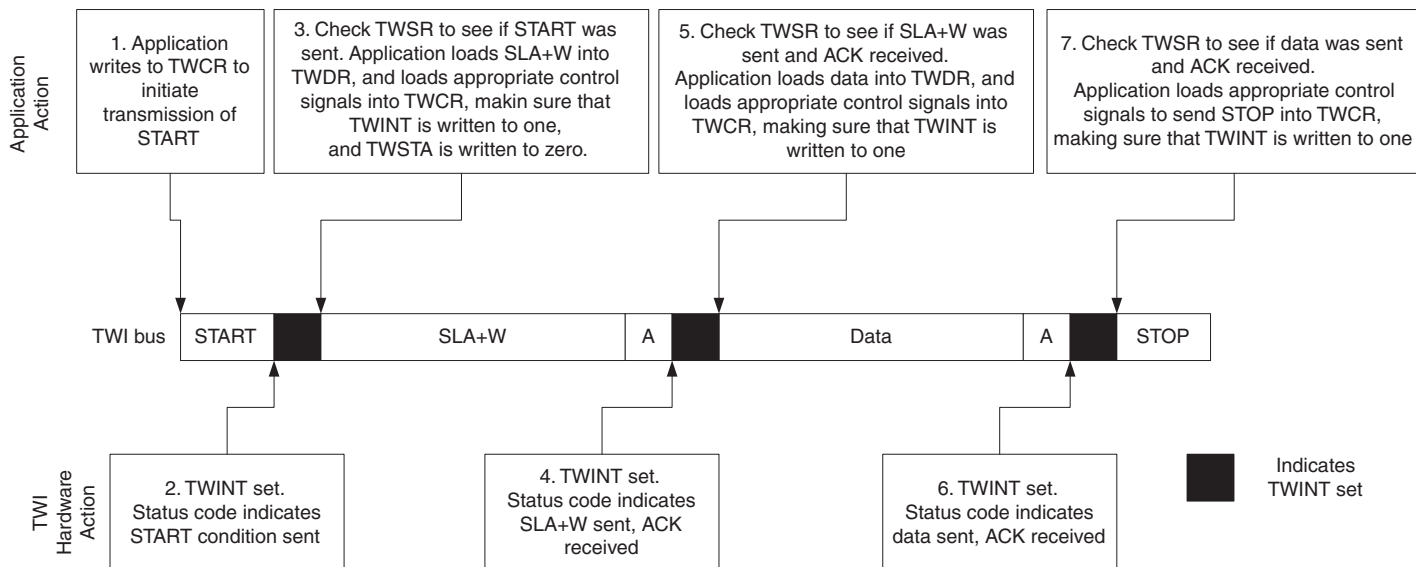 Application
Action
1. Application
writes to TWCR to
initiate
transmission of
START
3. Check TWSR to see if START was
sent. Application loads SLA+W into
TWDR, and loads appropriate control
signals into TWCR, makin sure that
TWINT is written to one,
and TWSTA is written to zero.
5. Check TWSR to see if SLA+W was
sent and ACK received.
Application loads data into TWDR, and
loads appropriate control signals into
TWCR, making sure that TWINT is
written to one
7. Check TWSR to see if data was sent
and ACK received.
Application loads appropriate control
signals to send STOP into TWCR,
making sure that TWINT is written to one
TWI bus
START
SLA+W
A
Data
A
STOP
TWI
Hardware
Action
2. TWINT set.
Status code indicates
START condition sent
4. TWINT set.
Status code indicates
SLA+W sent, ACK
received
6. TWINT set.
Status code indicates
data sent, ACK received
Indicates
TWINT set